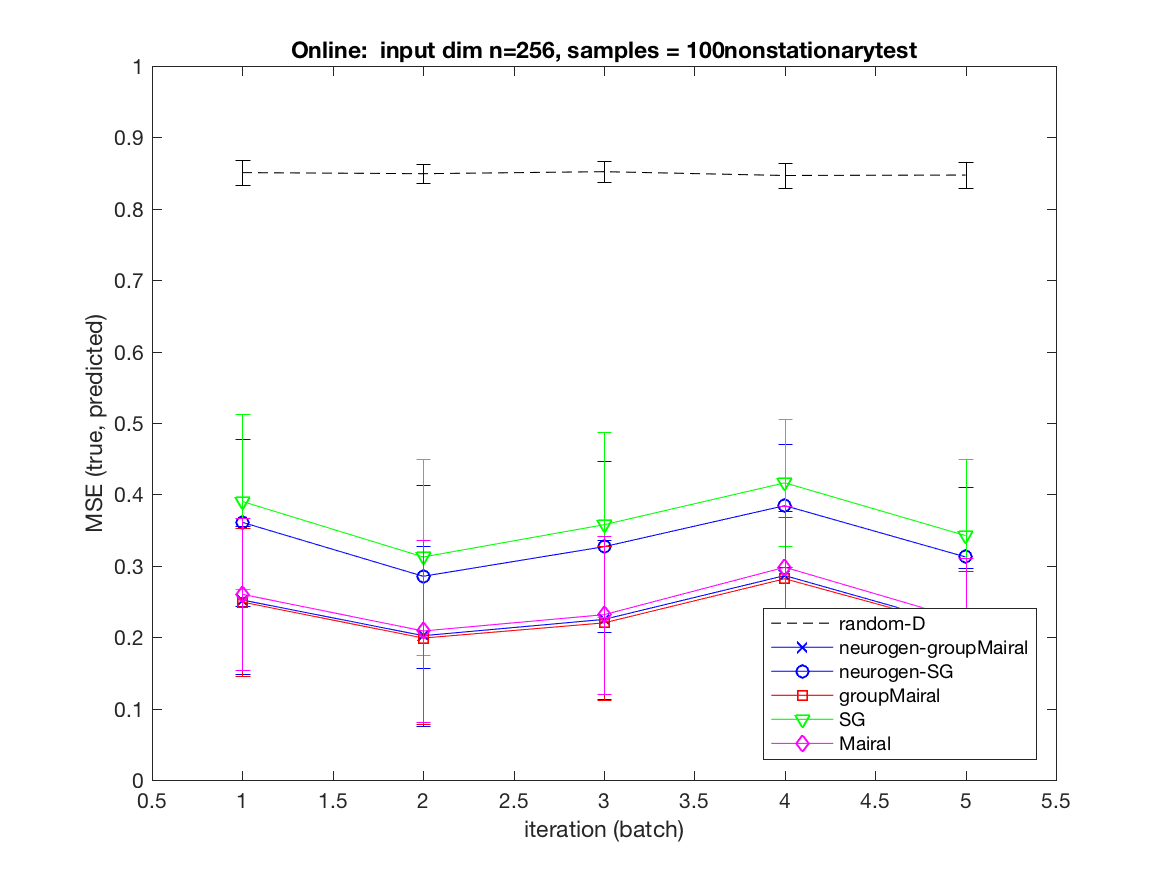 Online:  input dim n=256, samples = 100nonstationarytest
1
0.9
0.8
0.7
0.6
0.5
0.4
0.3
0.2
0.1
0
MSE (true, predicted)
random-D
neurogen-groupMairal
neurogen-SG
groupMairal
SG
Mairal
0.5 1 1.5 2 2.5 3 3.5 4 4.5 5 5.5
iteration (batch)